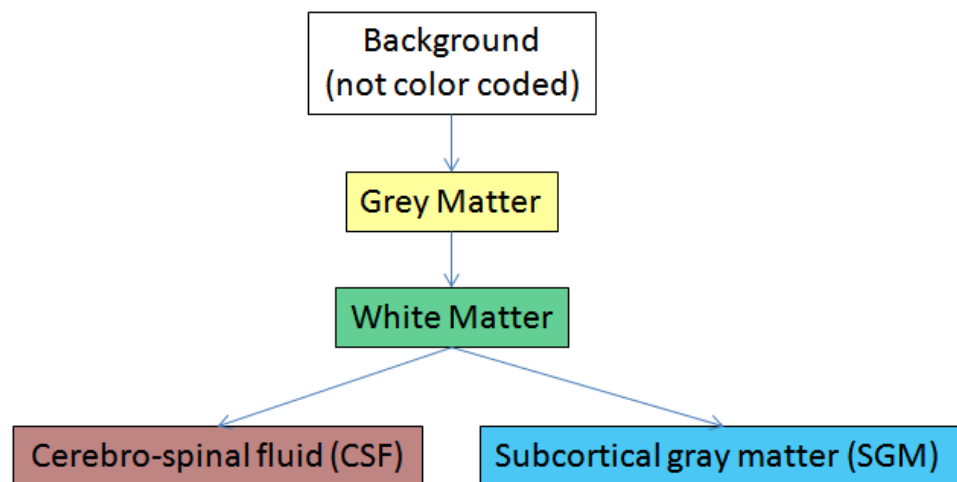 Background
(not color coded)
Grey Matter
White Matter
Cerebro-spinal fluid (CSF)
Subcortical gray matter (SGM)